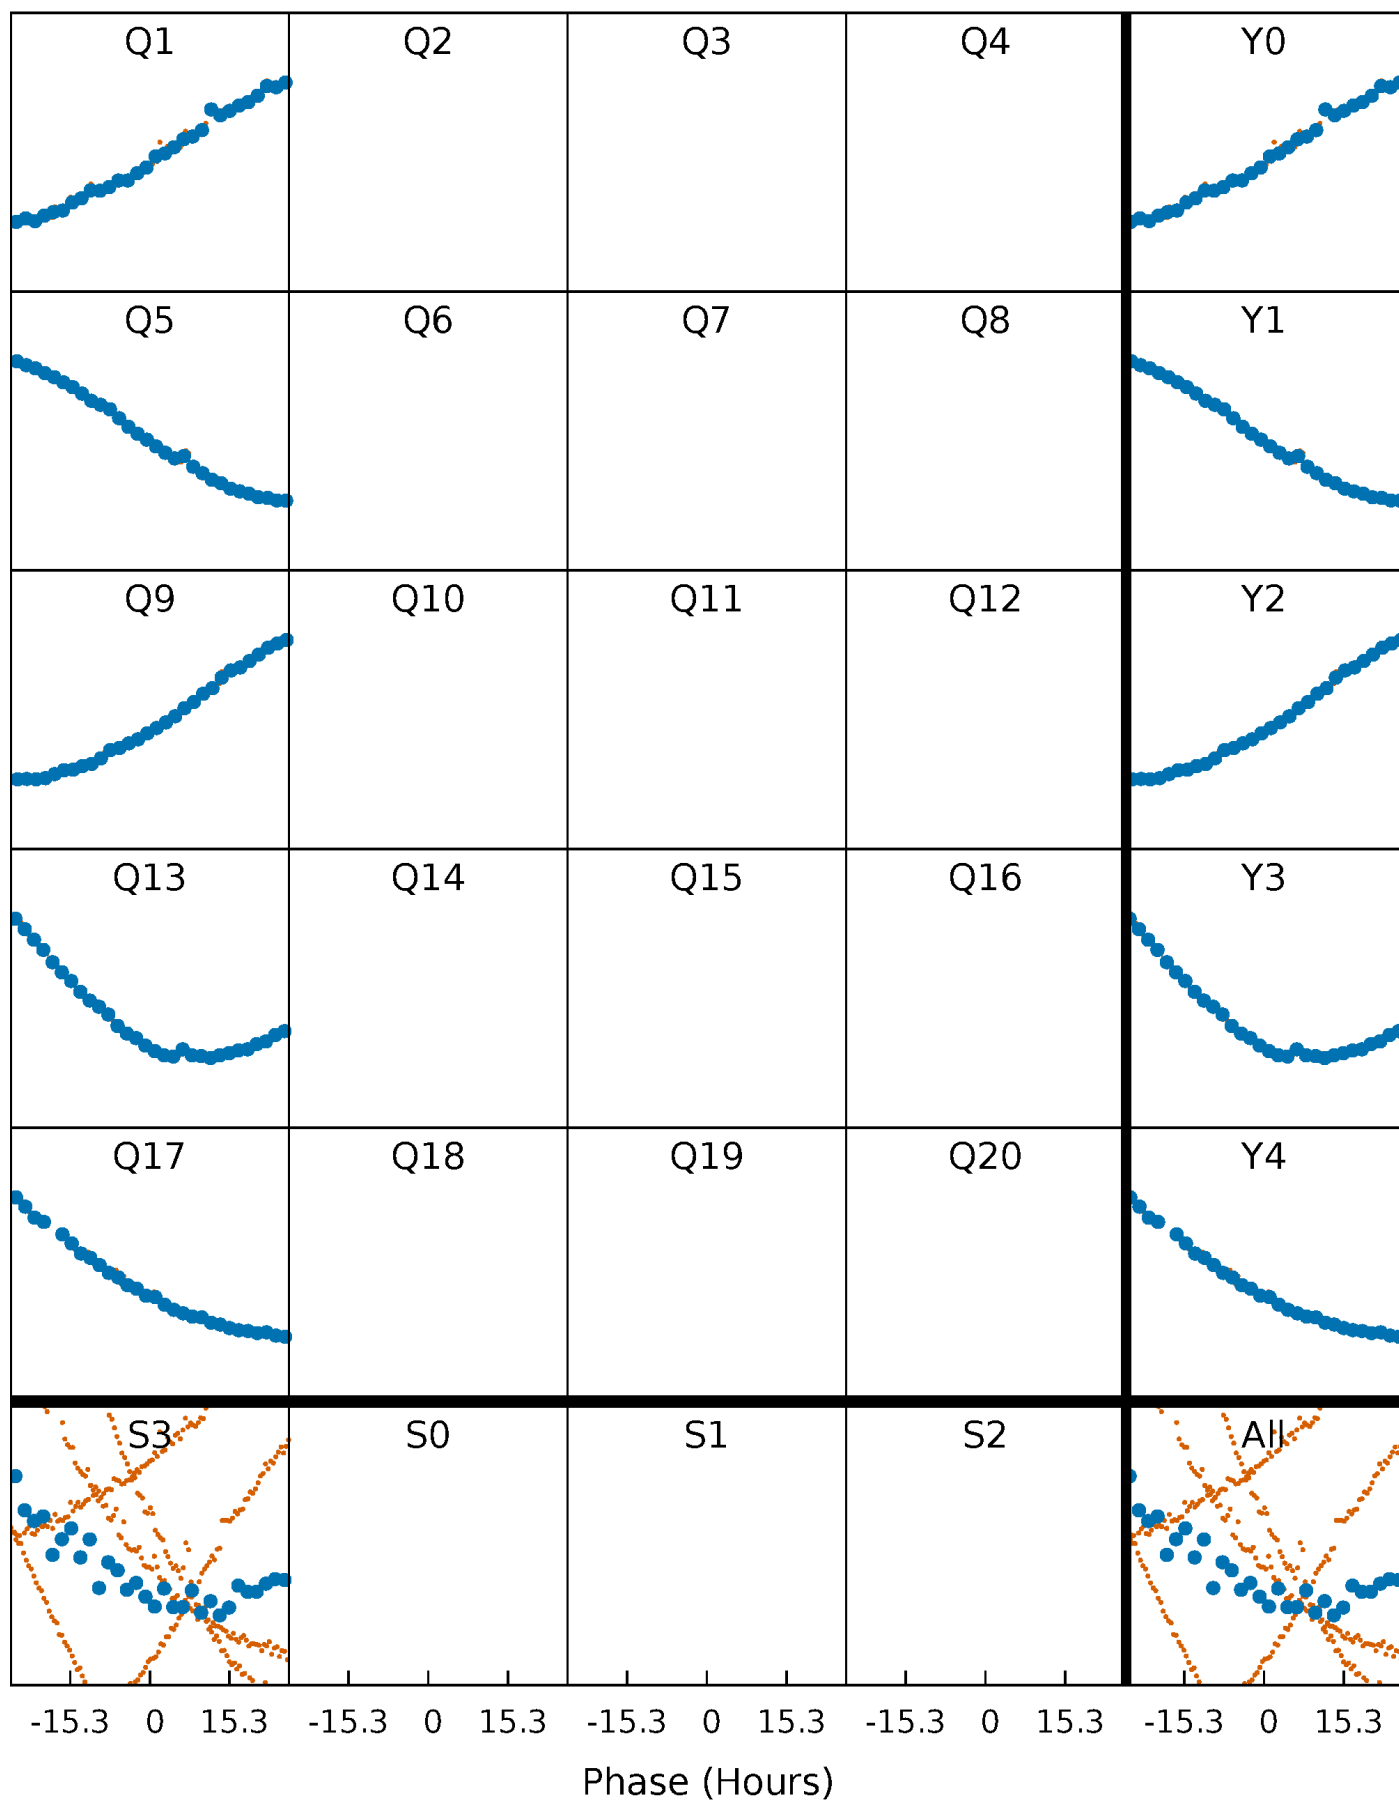 Q1 Q2 Q3 Q4 Y0
Q5 Q6 Q7 Q8 Y1
Q9 Q10 Q11 Q12 Y2
Q13 Q14 Q15 Q16 Y3
Q17 Q18 Q19 Q20 Y4
S3 S0 S1 S2 All
-15.3 0 15.3 -15.3 0 15.3 -15.3 0 15.3 -15.3 0 15.3 -15.3 0 15.3
Phase (Hours)